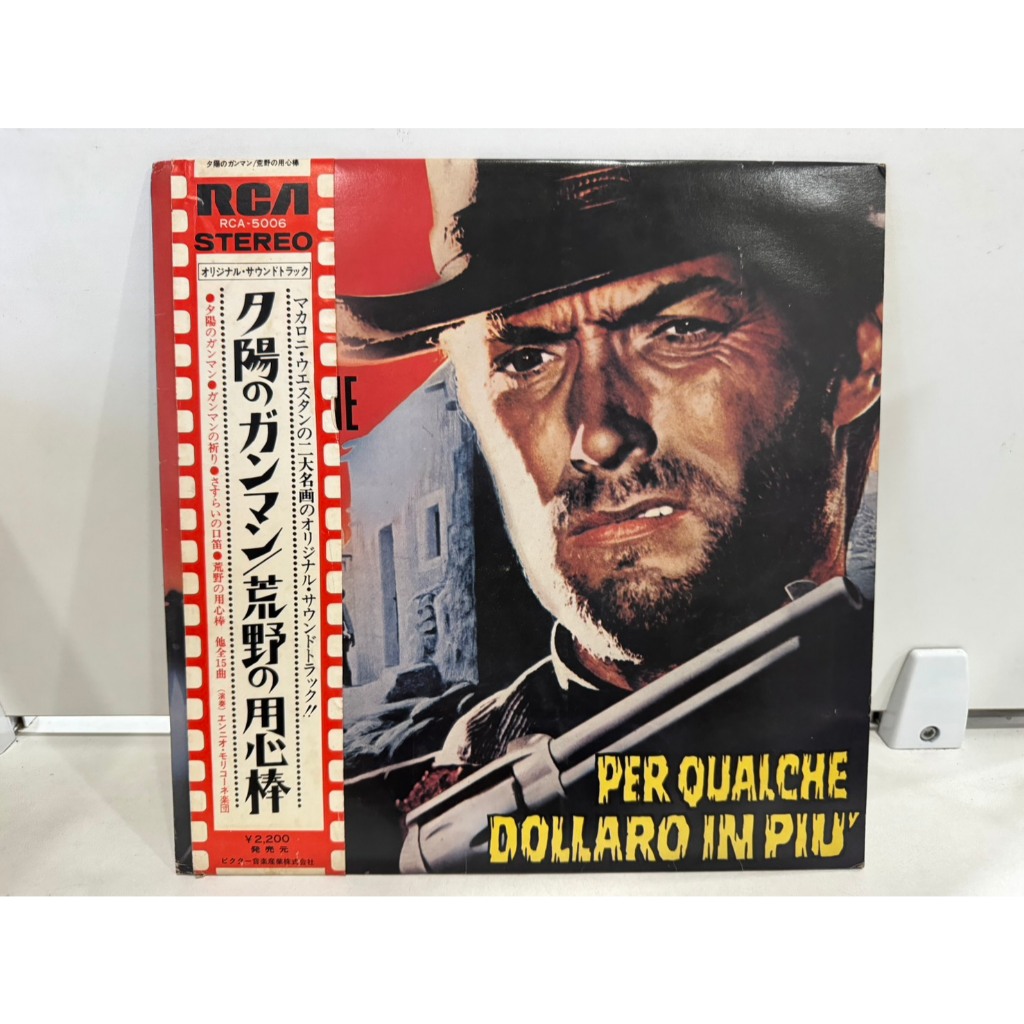 夕陽のガンマン/荒野の用心棒
RCA
RCA-5006
STEREO
オリジナル・サウンドトラック
マカロニ・ウエスタンの二大名画のオリジナル・サウンドトラック!!
夕陽のガンマン/荒野の用心棒
●夕陽のガンマン●ガンマンの祈り●さすらいの口笛●荒野の用心棒 他全15曲 (演奏)エンニオ・モリコーネ楽団
¥2,200
発売元
ビクター音楽産業株式会社
PER QUALCHE
DOLLARO IN PIU'